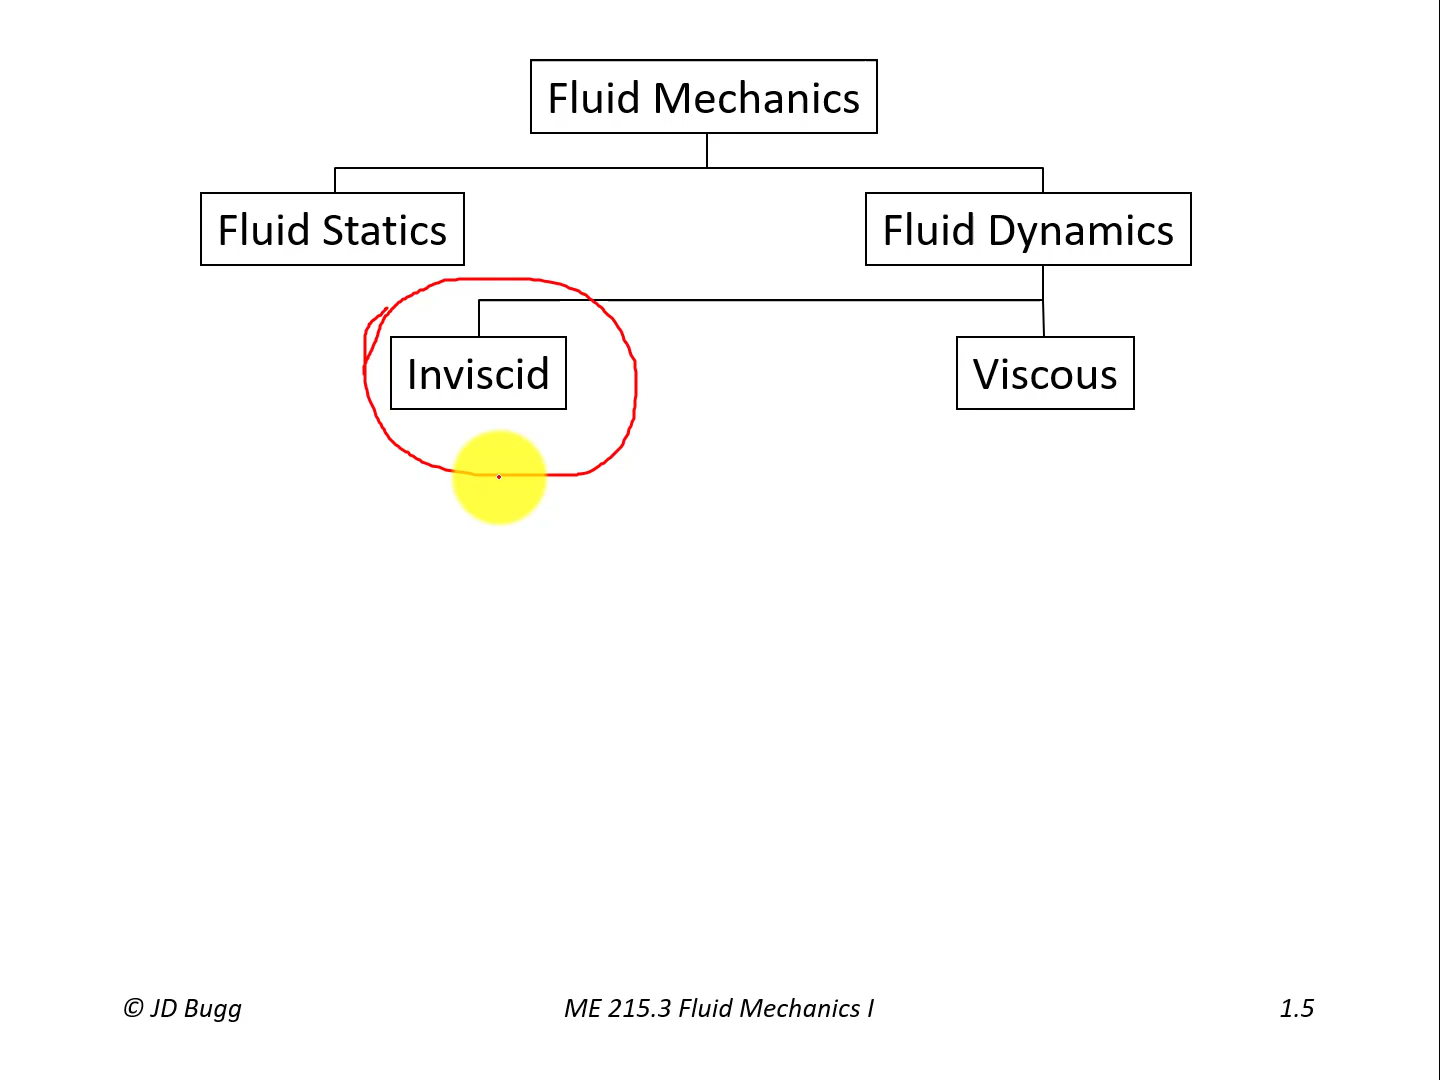 Fluid Mechanics
Fluid Statics
Fluid Dynamics
Inviscid
Viscous
© JD Bugg
ME 215.3 Fluid Mechanics I
1.5